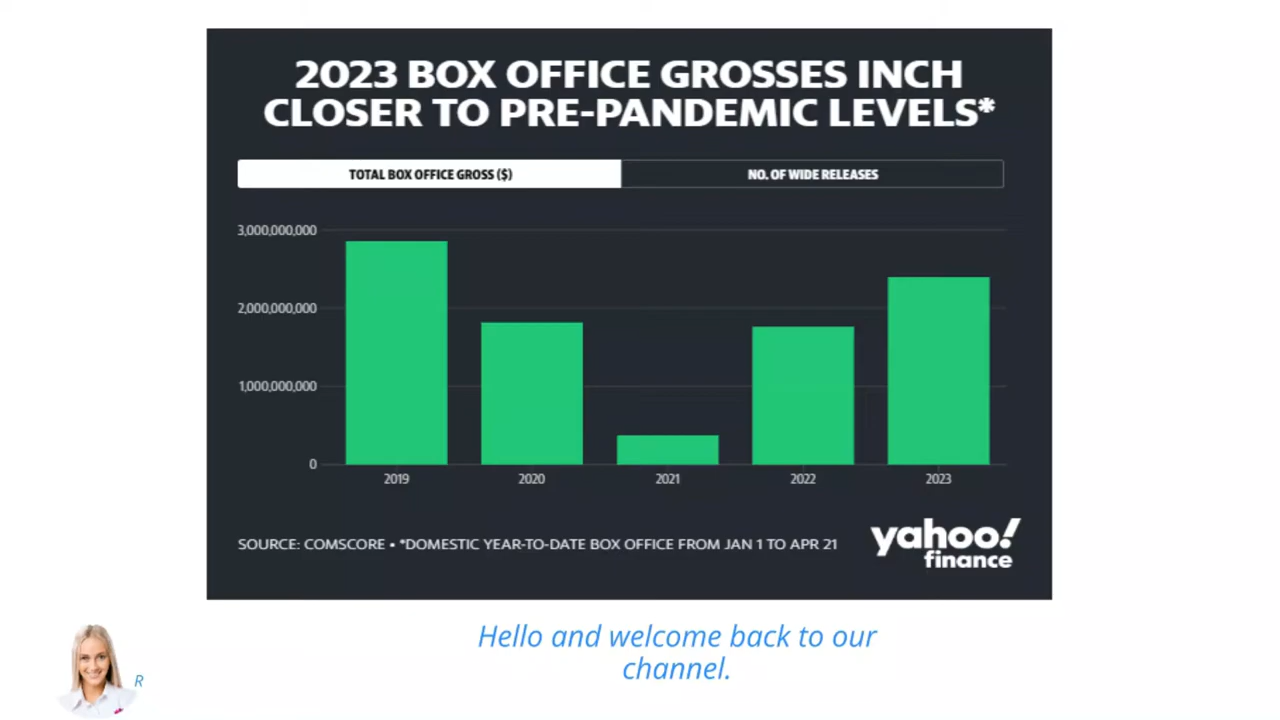 2023 BOX OFFICE GROSSES INCH
CLOSER TO PRE-PANDEMIC LEVELS*
TOTAL BOX OFFICE GROSS ($) NO. OF WIDE RELEASES
3,000,000,000
2,000,000,000
1,000,000,000
0
2019 2020 2021 2022 2023
SOURCE: COMSCORE • *DOMESTIC YEAR-TO-DATE BOX OFFICE FROM JAN 1 TO APR 21
yahoo!
finance
Hello and welcome back to our
channel.
R